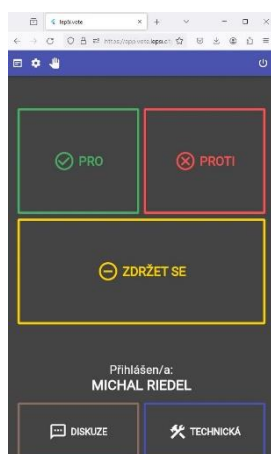 PRO
PROTI
ZDRŽET SE
Přihlášen/a:
MICHAL RIEDEL
DISKUZE
TECHNICKÁ